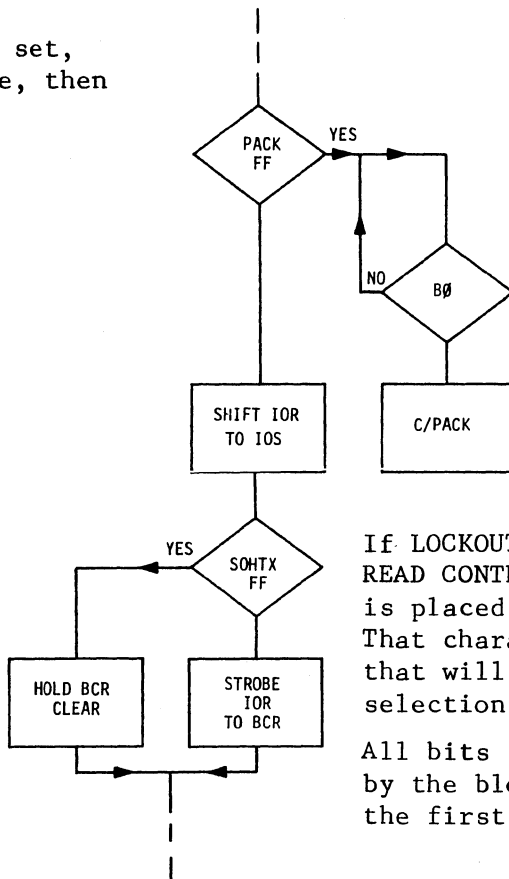 set,
e, then
PACK
FF
YES
NO
BØ
SHIFT IOR
TO IOS
C/PACK
YES
SOHTX
FF
HOLD BCR
CLEAR
STROBE
IOR
TO BCR
If LOCKOUT
READ CONT
is placed
That chara
that will
selection
All bits
by the ble
the first